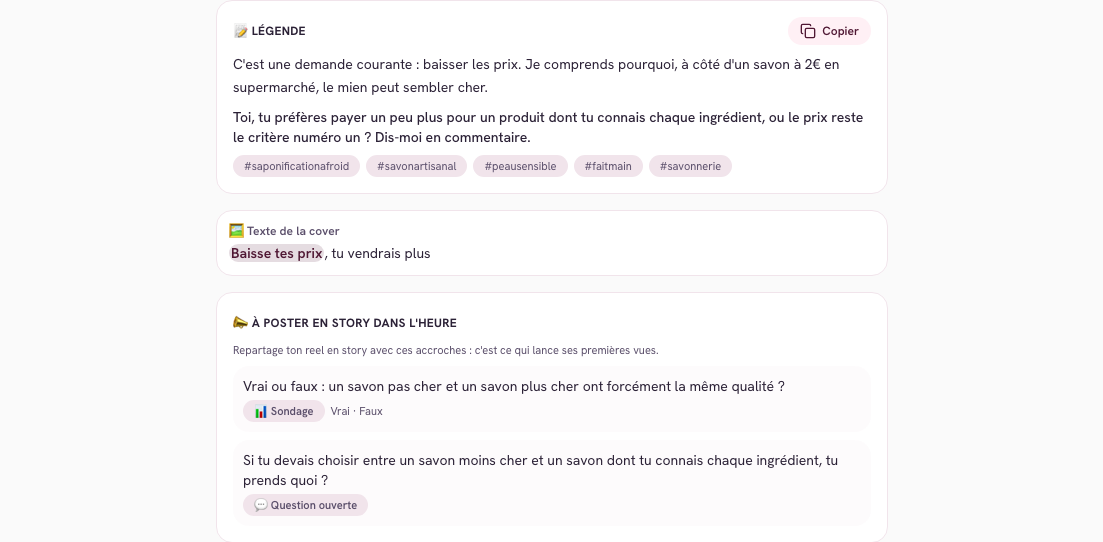 📝 LÉGENDE
Copier
C'est une demande courante : baisser les prix. Je comprends pourquoi, à côté d'un savon à 2€ en
supermarché, le mien peut sembler cher.
Toi, tu préfères payer un peu plus pour un produit dont tu connais chaque ingrédient, ou le prix reste
le critère numéro un ? Dis-moi en commentaire.
#saponificationafroid #savonartisanal #peausensible #faitmain #savonnerie
🖼️ Texte de la cover
Baisse tes prix, tu vendrais plus
📣 À POSTER EN STORY DANS L'HEURE
Repartage ton reel en story avec ces accroches : c'est ce qui lance ses premières vues.
Vrai ou faux : un savon pas cher et un savon plus cher ont forcément la même qualité ?
📊 Sondage Vrai · Faux
Si tu devais choisir entre un savon moins cher et un savon dont tu connais chaque ingrédient, tu
prends quoi ?
💬 Question ouverte